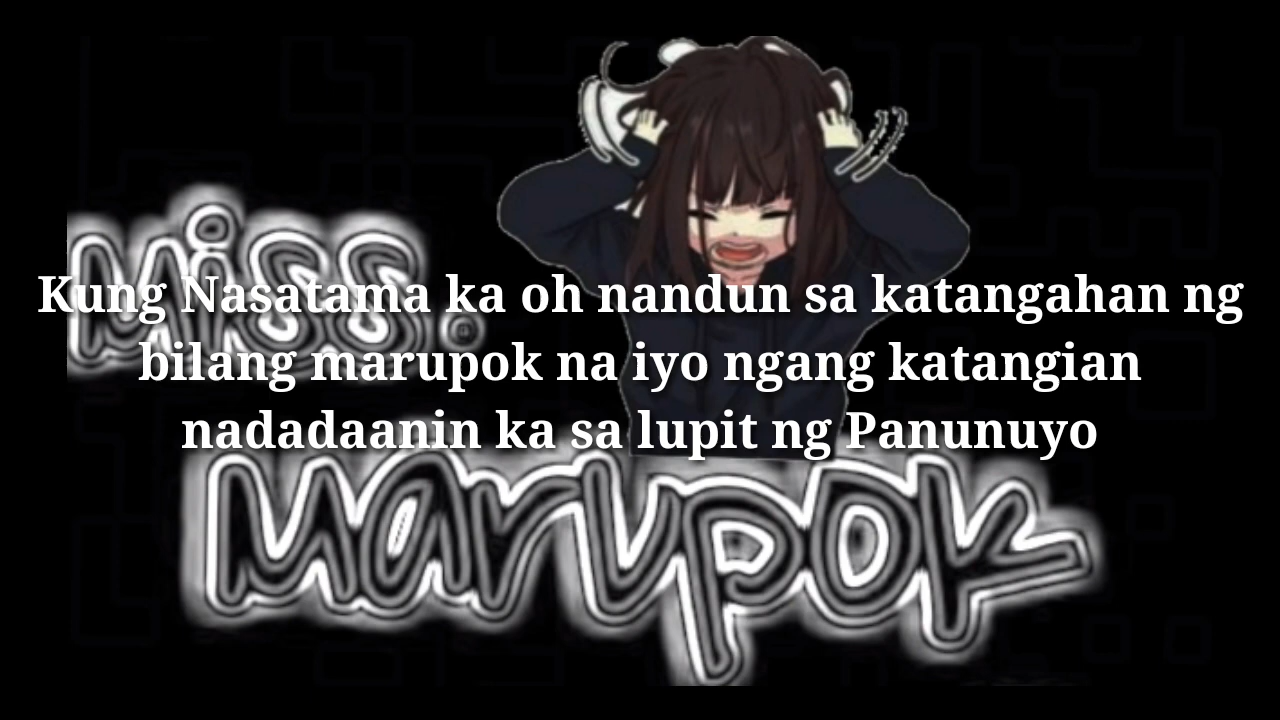 Miss.
Kung Nasatama ka oh nandun sa katangahan ng
bilang marupok na iyo ngang katangian
nadadaanin ka sa lupit ng Panunuyo
Marupok